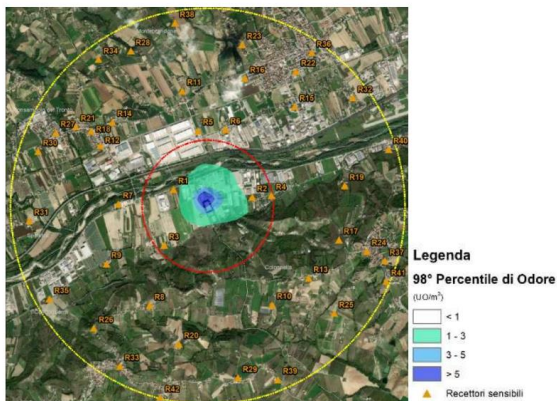 R38
R23
R28
R34
R36
R22
R16
R11
R32
R15
R14
R21
R27
R18
R5
R6
R12
R30
R40
R1
R19
R2
R4
R7
R31
R17
R3
R24
R9
R37
R13
R41
R35
R8
R10
R25
R26
R20
R33
R29
R39
R42
Legenda
98° Percentile di Odore
(UO/m³)
< 1
1 - 3
3 - 5
> 5
Recettori sensibili